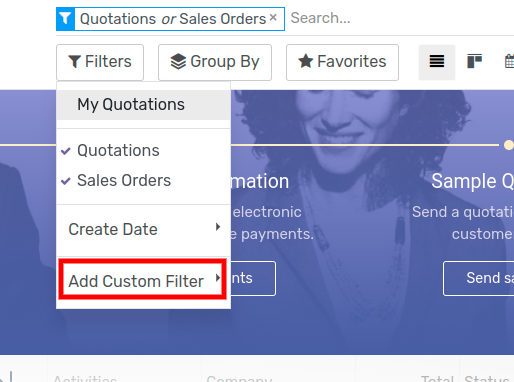 Quotations or Sales Orders ×
Search...
Filters
Group By
Favorites
My Quotations
Quotations
Sales Orders
Create Date
Add Custom Filter
mation
electronic
e payments.
nts
Sample Q
Send a quotati
custome
Send sa
Activities
Company
Total
Status